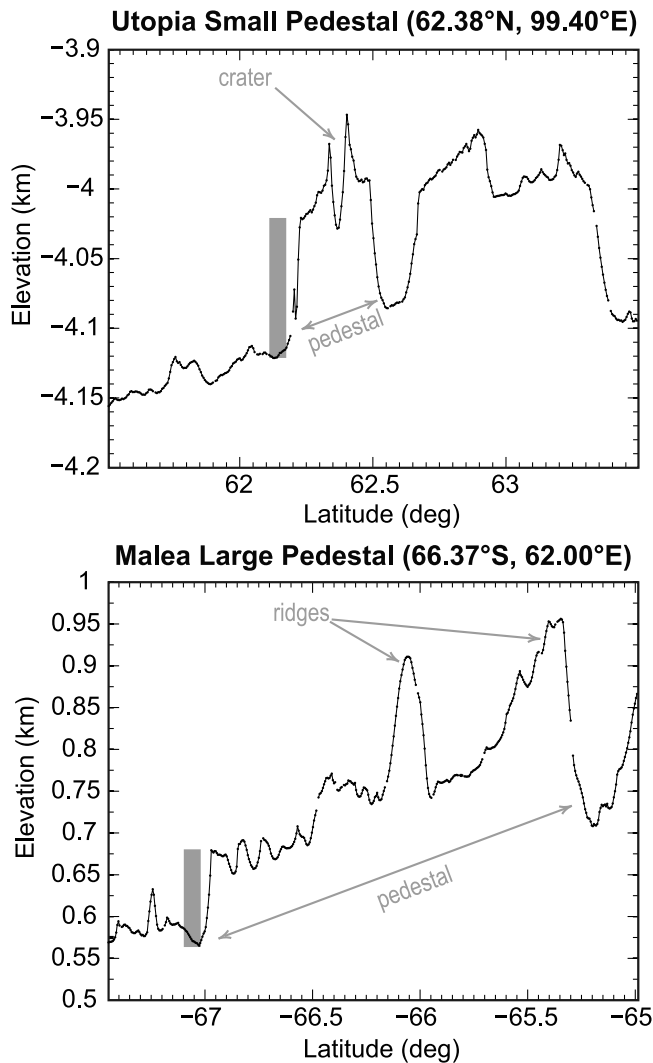 Utopia Small Pedestal (62.38°N, 99.40°E)
−3.9
−3.95
−4
−4.05
−4.1
−4.15
−4.2
Elevation (km)
crater
pedestal
62
62.5
63
Latitude (deg)
Malea Large Pedestal (66.37°S, 62.00°E)
1
0.95
0.9
0.85
0.8
0.75
0.7
0.65
0.6
0.55
0.5
Elevation (km)
ridges
pedestal
−67
−66.5
−66
−65.5
−65
Latitude (deg)